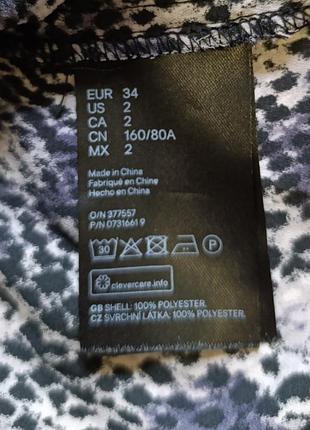 EUR 34
US 2
CA 2
CN 160/80A
MX 2
Made in China
Fabriqué en Chine
Hecho en China
O/N 377557
P/N 0731661 9
30 P
clevercare.info
GB SHELL: 100% POLYESTER.
CZ SVRCHNÍ LÁTKA: 100% POLYESTER.